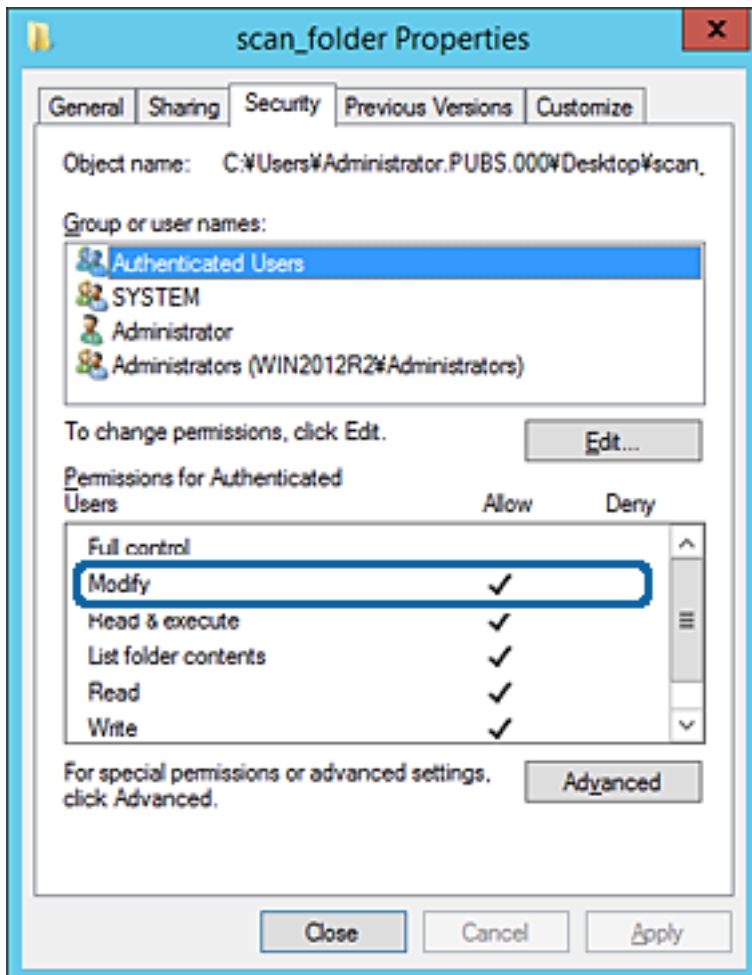 scan_folder Properties
x
General Sharing Security Previous Versions Customize
Object name: C:¥Users¥Administrator.PUBS.000¥Desktop¥scan_
Group or user names:
Authenticated Users
SYSTEM
Administrator
Administrators (WIN2012R2¥Administrators)
To change permissions, click Edit.
Edit...
Permissions for Authenticated
Users Allow Deny
Full control
Modify
Read & execute
List folder contents
Read
Write
For special permissions or advanced settings,
click Advanced.
Advanced
Close Cancel Apply